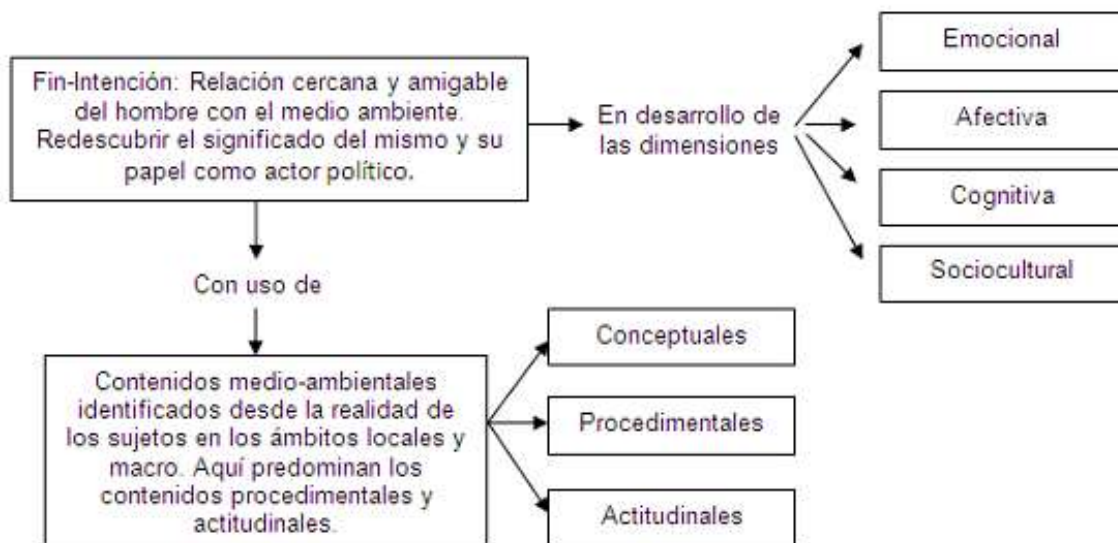 Fin-Intención: Relación cercana y amigable
del hombre con el medio ambiente.
Redescubrir el significado del mismo y su
papel como actor político.
En desarrollo de
las dimensiones
Emocional
Afectiva
Cognitiva
Sociocultural
Con uso de
Contenidos medio-ambientales
identificados desde la realidad de
los sujetos en los ámbitos locales y
macro. Aquí predominan los
contenidos procedimentales y
actitudinales.
Conceptuales
Procedimentales
Actitudinales